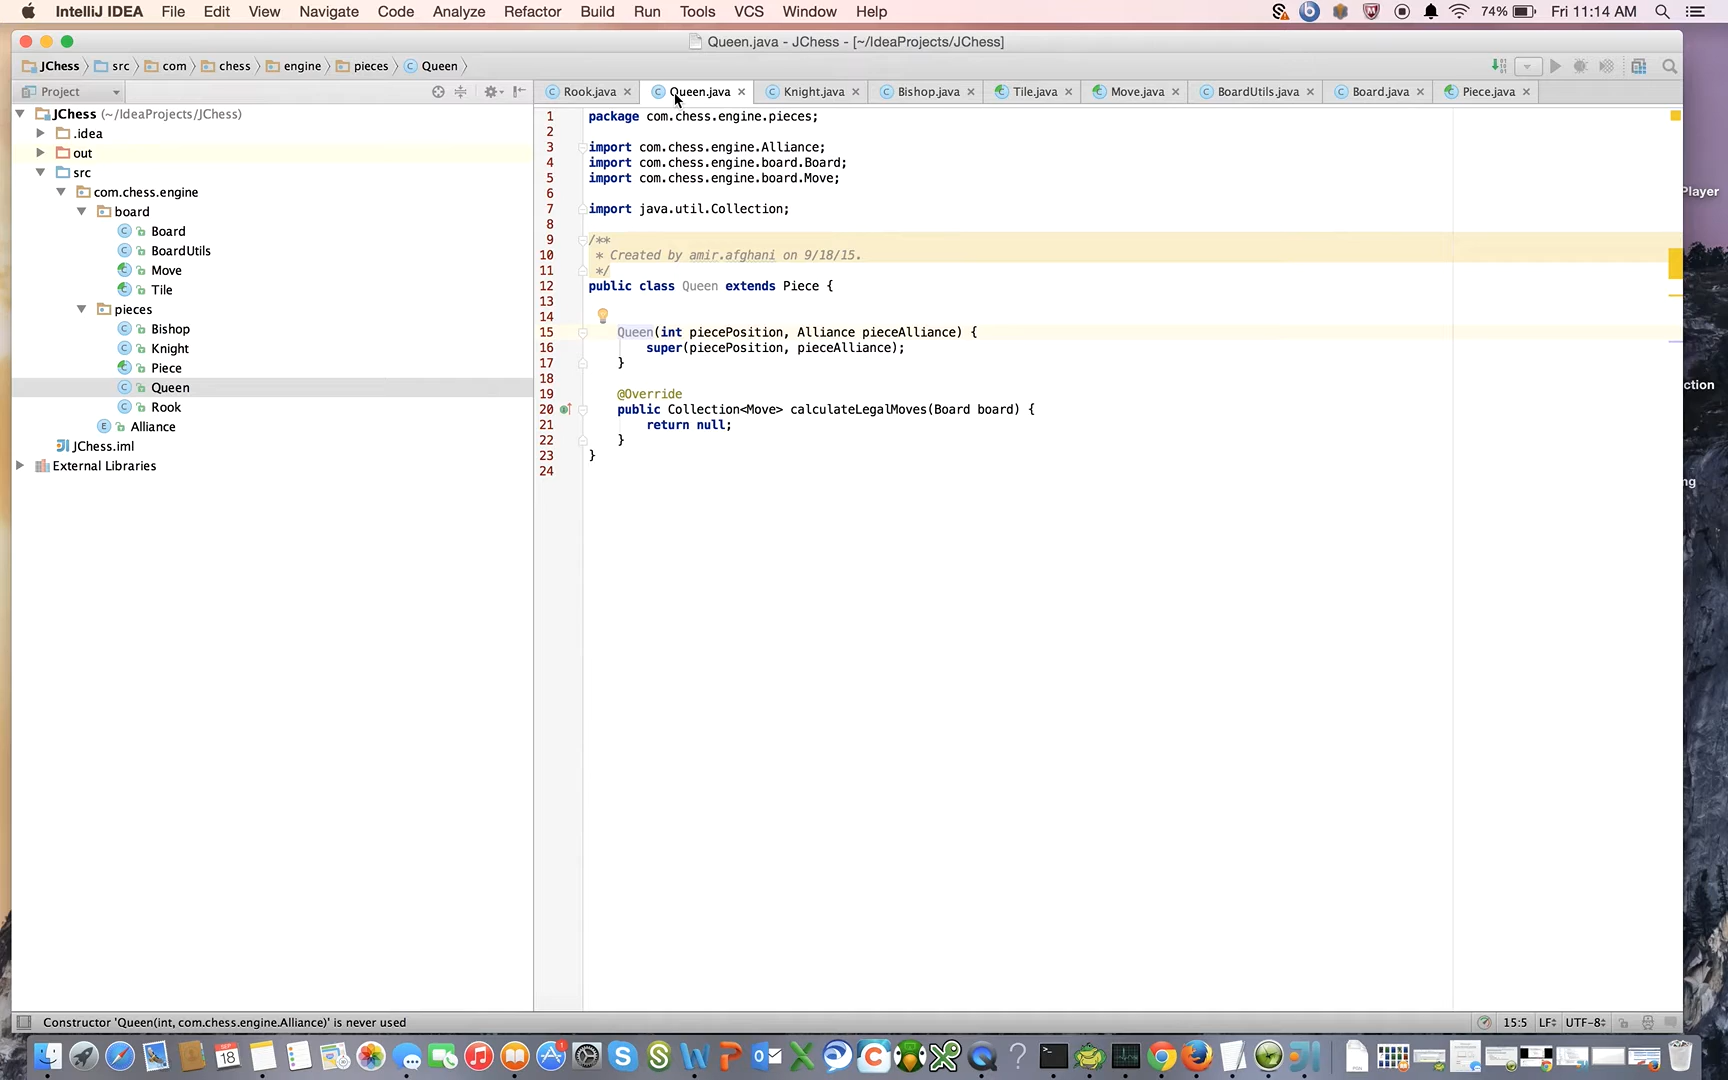 IntelliJ IDEA File Edit View Navigate Code Analyze Refactor Build Run Tools VCS Window Help 74% Fri 11:14 AM
Queen.java - JChess - [~/IdeaProjects/JChess]
JChess src com chess engine pieces Queen
Project
Rook.java Queen.java Knight.java Bishop.java Tile.java Move.java BoardUtils.java Board.java Piece.java
JChess (~/IdeaProjects/JChess)
.idea
out
src
com.chess.engine
board
Board
BoardUtils
Move
Tile
pieces
Bishop
Knight
Piece
Queen
Rook
Alliance
JChess.iml
External Libraries
1 package com.chess.engine.pieces;
2
3 import com.chess.engine.Alliance;
4 import com.chess.engine.board.Board;
5 import com.chess.engine.board.Move;
6
7 import java.util.Collection;
8
9 /**
10 * Created by amir.afghani on 9/18/15.
11 */
12 public class Queen extends Piece {
13
14
15 Queen(int piecePosition, Alliance pieceAlliance) {
16 super(piecePosition, pieceAlliance);
17 }
18
19 @Override
20 public Collection<Move> calculateLegalMoves(Board board) {
21 return null;
22 }
23 }
24
Player
ction
ng
Constructor 'Queen(int, com.chess.engine.Alliance)' is never used
15:5 LF UTF-8
SEP
18